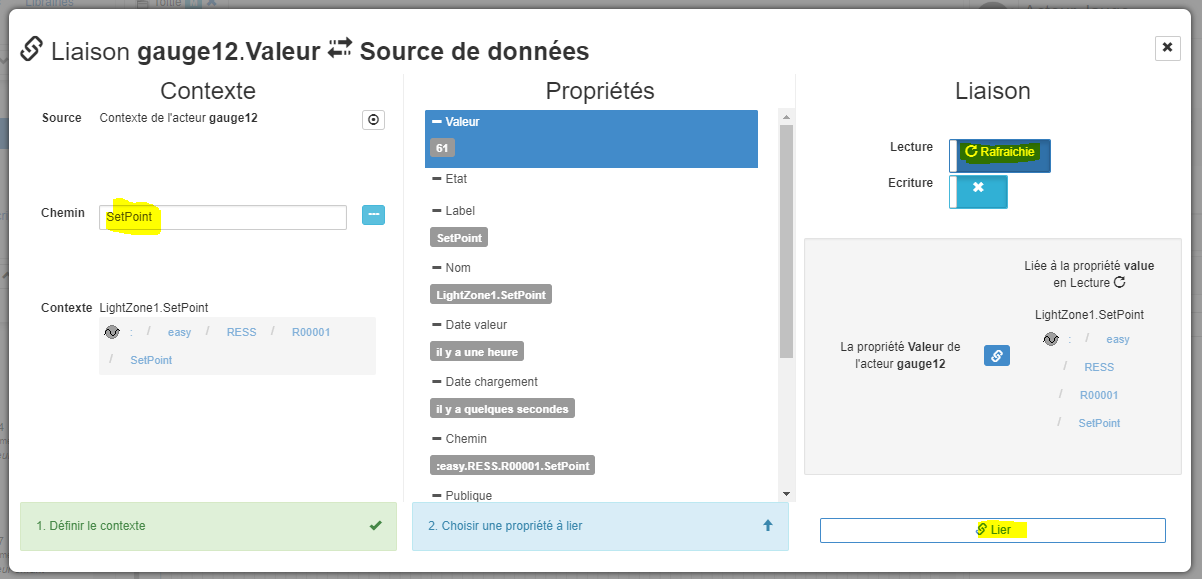 Liaison gauge12.Valeur Source de données
Contexte
Source Contexte de l'acteur gauge12
Chemin SetPoint
Contexte LightZone1.SetPoint
: / easy / RESS / R00001
/ SetPoint
1. Définir le contexte
Propriétés
Valeur
61
Etat
Label
SetPoint
Nom
LightZone1.SetPoint
Date valeur
il y a une heure
Date chargement
il y a quelques secondes
Chemin
:easy.RESS.R00001.SetPoint
Publique
2. Choisir une propriété à lier
Liaison
Lecture Rafraichie
Ecriture
La propriété Valeur de
l'acteur gauge12
Liée à la propriété value
en Lecture
LightZone1.SetPoint
: / easy
/ RESS
/ R00001
/ SetPoint
Lier